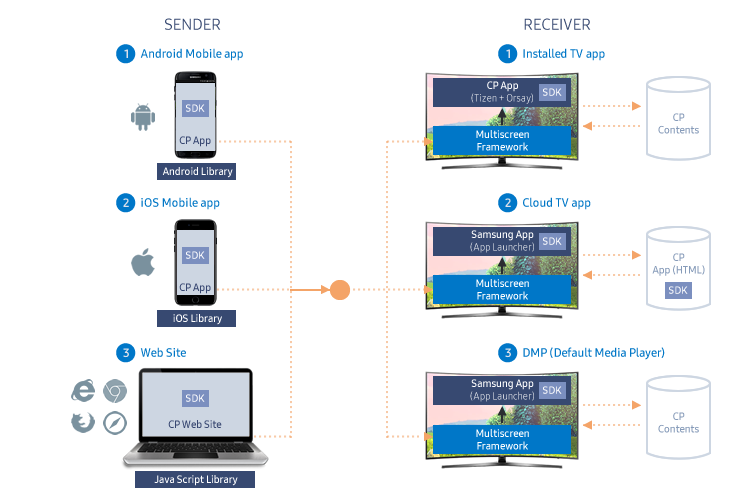 SENDER
RECEIVER
1 Android Mobile app
SDK
CP App
Android Library
2 iOS Mobile app
SDK
CP App
iOS Library
3 Web Site
SDK
CP Web Site
Java Script Library
1 Installed TV app
CP App
(Tizen + Orsay)
SDK
Multiscreen
Framework
CP
Contents
2 Cloud TV app
Samsung App
(App Launcher)
SDK
Multiscreen
Framework
CP
App (HTML)
SDK
3 DMP (Default Media Player)
Samsung App
(App Launcher)
SDK
Multiscreen
Framework
CP
Contents